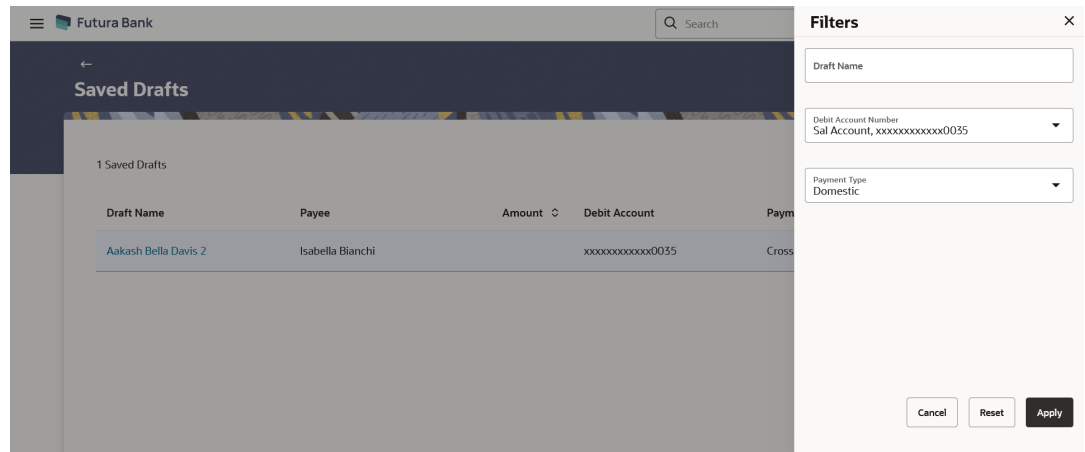 Futura Bank
Search
Saved Drafts
1 Saved Drafts
Draft Name Payee Amount Debit Account Paym
Aakash Bella Davis 2 Isabella Bianchi xxxxxxxxxxxx0035 Cross
Filters
Draft Name
Debit Account Number
Sal Account, xxxxxxxxxxxx0035
Payment Type
Domestic
Cancel Reset Apply